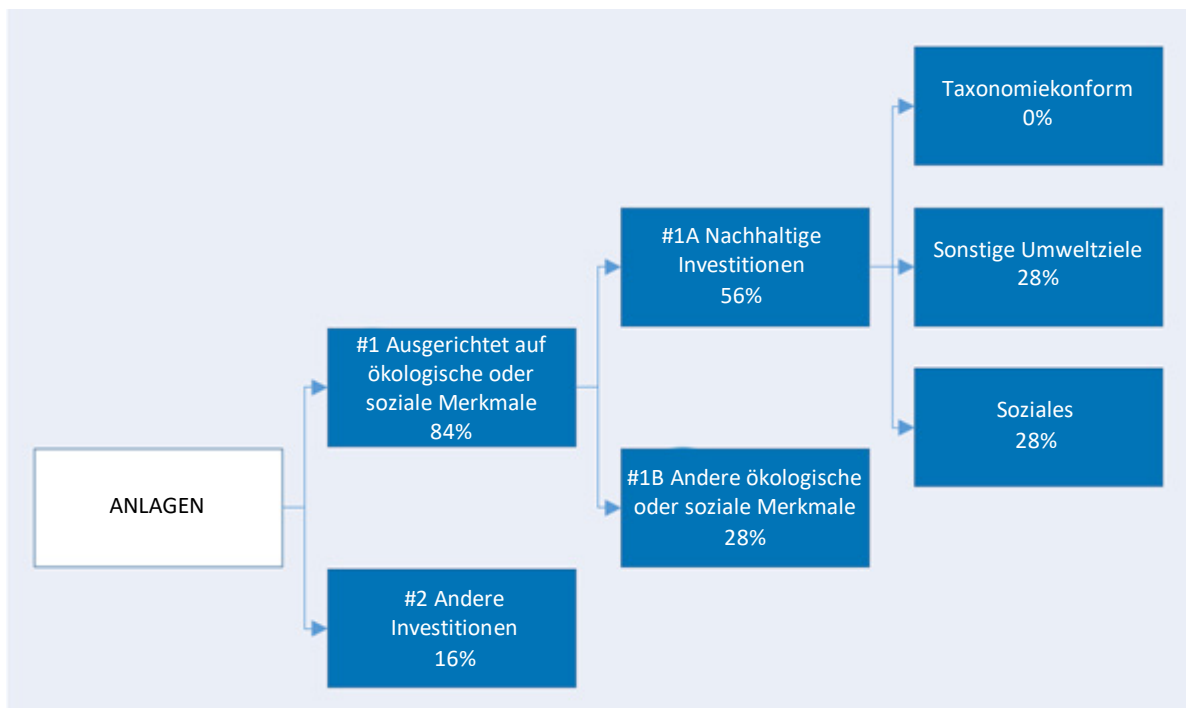 Taxonomiekonform
0%
#1A Nachhaltige
Investitionen
56%
Sonstige Umweltziele
28%
#1 Ausgerichtet auf
ökologische oder
soziale Merkmale
84%
Soziales
28%
ANLAGEN
#1B Andere ökologische
oder soziale Merkmale
28%
#2 Andere
Investitionen
16%